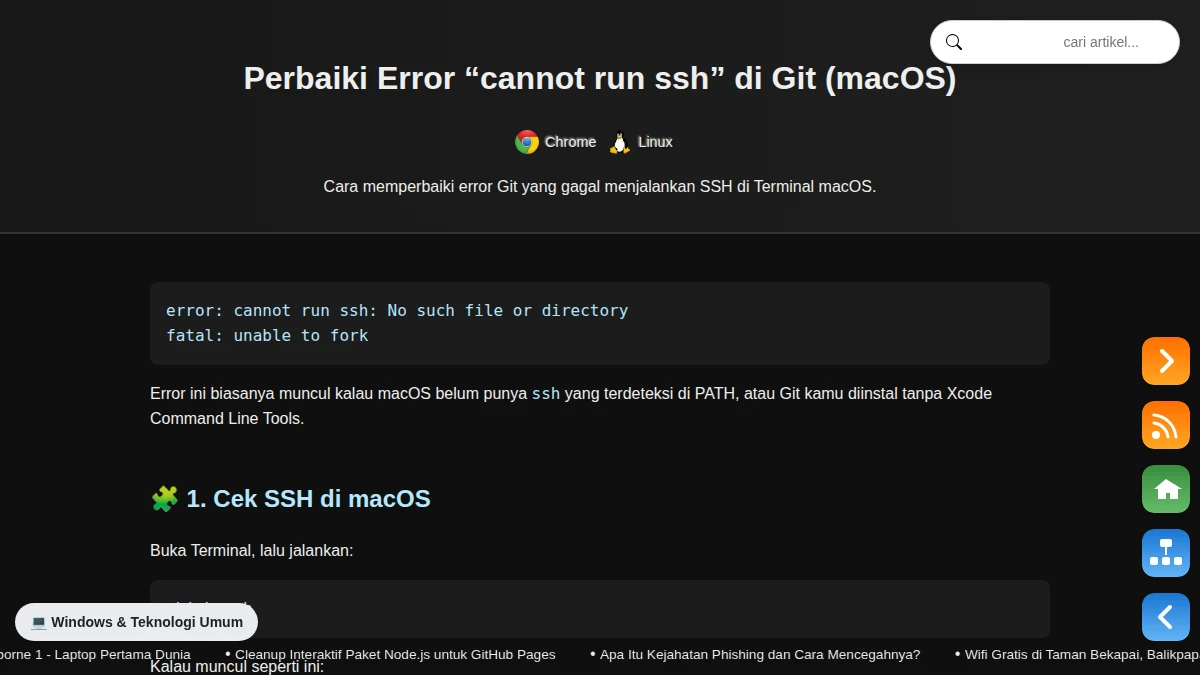 cari artikel...
Perbaiki Error “cannot run ssh” di Git (macOS)
Chrome Linux
Cara memperbaiki error Git yang gagal menjalankan SSH di Terminal macOS.
error: cannot run ssh: No such file or directory
fatal: unable to fork
Error ini biasanya muncul kalau macOS belum punya ssh yang terdeteksi di PATH, atau Git kamu diinstal tanpa Xcode
Command Line Tools.
🧩 1. Cek SSH di macOS
Buka Terminal, lalu jalankan:
💻 Windows & Teknologi Umum
orne 1 - Laptop Pertama Dunia • Cleanup Interaktif Paket Node.js untuk GitHub Pages • Apa Itu Kejahatan Phishing dan Cara Mencegahnya? • Wifi Gratis di Taman Bekapai, Balikpap
Kalau muncul seperti ini: